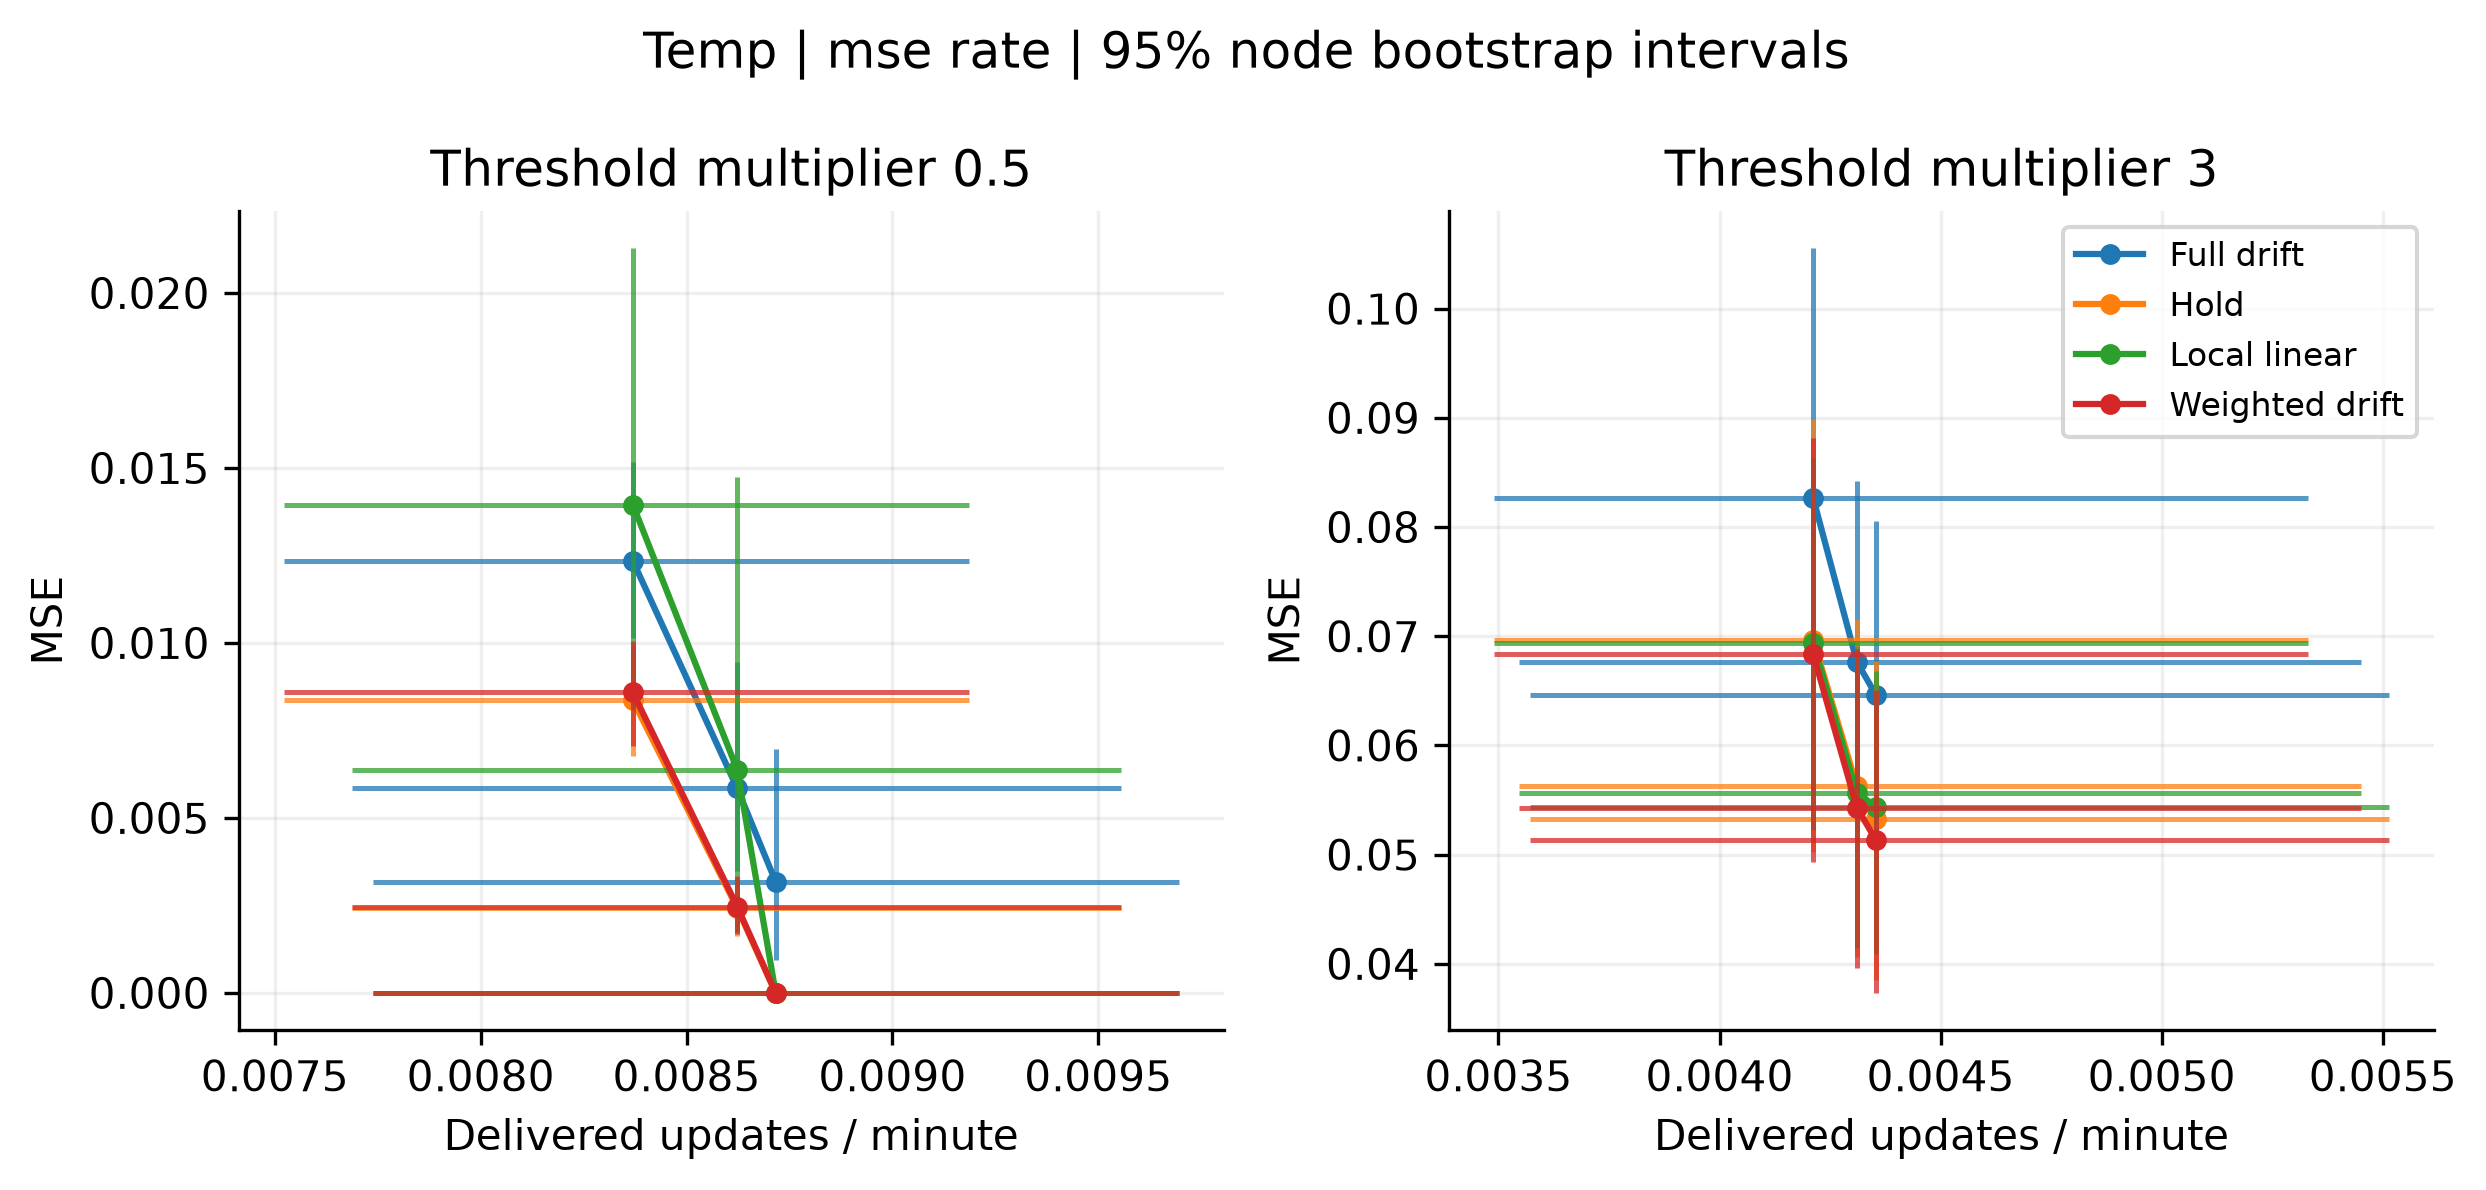 Temp | mse rate | 95% node bootstrap intervals
Threshold multiplier 0.5
MSE
0.020
0.015
0.010
0.005
0.000
0.0075 0.0080 0.0085 0.0090 0.0095
Delivered updates / minute
Threshold multiplier 3
MSE
0.10
0.09
0.08
0.07
0.06
0.05
0.04
0.0035 0.0040 0.0045 0.0050 0.0055
Delivered updates / minute
Full drift
Hold
Local linear
Weighted drift